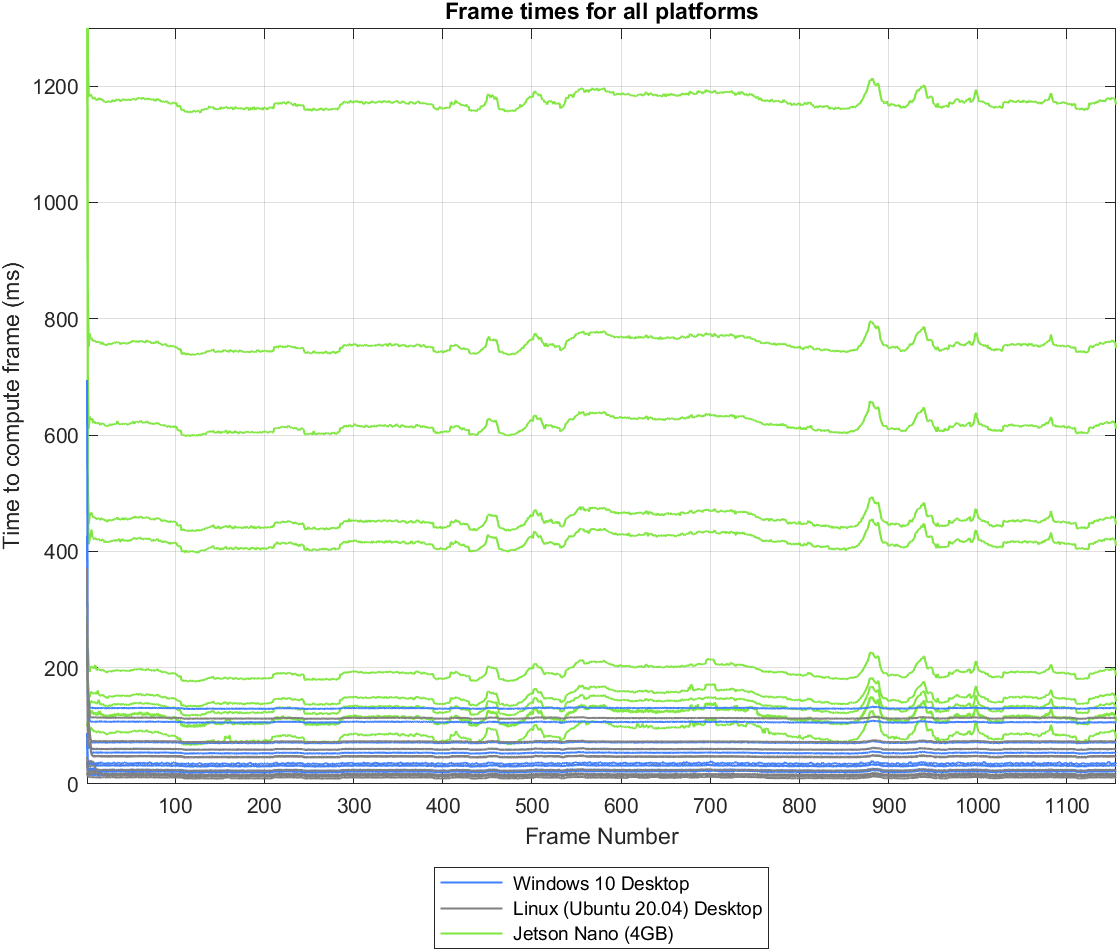 Frame times for all platforms
Time to compute frame (ms)
1200
1000
800
600
400
200
0
100 200 300 400 500 600 700 800 900 1000 1100
Frame Number
Windows 10 Desktop
Linux (Ubuntu 20.04) Desktop
Jetson Nano (4GB)